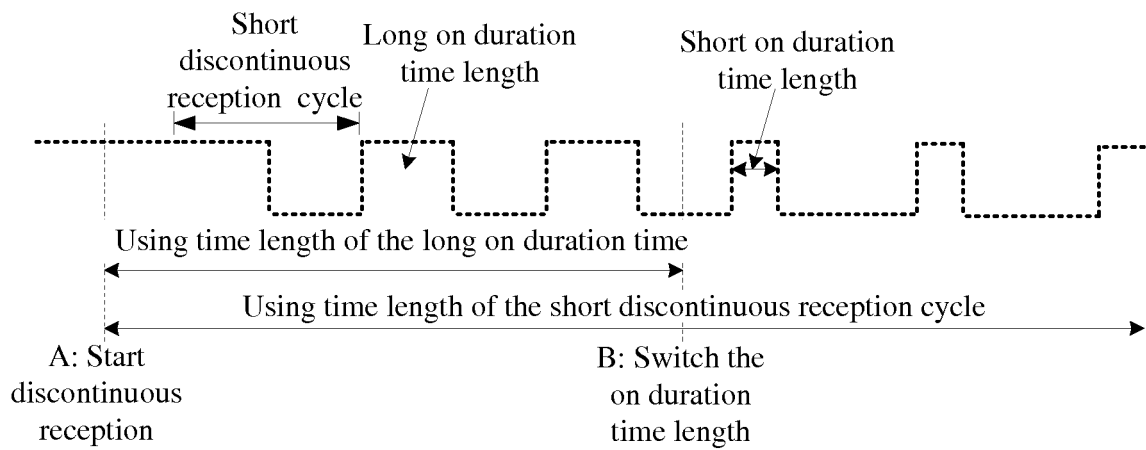 Short
discontinuous
reception cycle
Long on duration
time length
Short on duration
time length
Using time length of the long on duration time
Using time length of the short discontinuous reception cycle
A: Start
discontinuous
reception
B: Switch the
on duration
time length